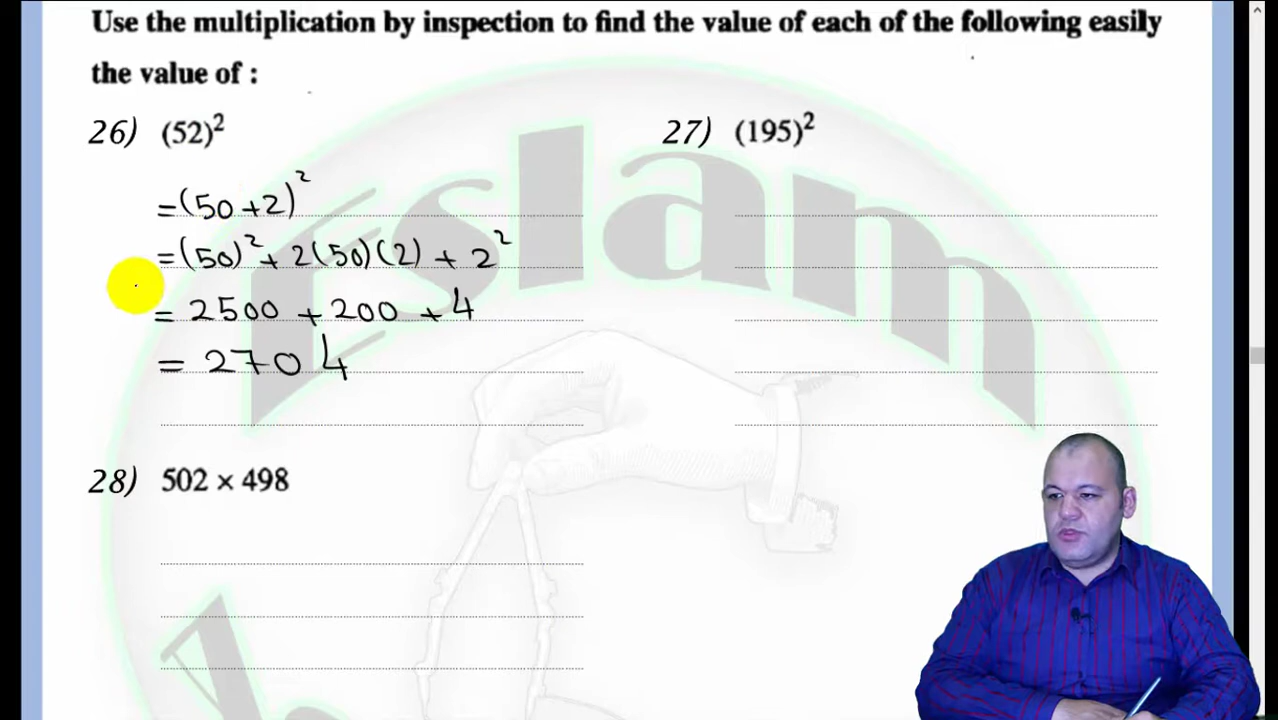 Use the multiplication by inspection to find the value of each of the following easily
the value of :
26) (52)²
=(50+2)²
=(50)²+ 2(50)(2) + 2²
= 2500 + 200 + 4
= 2704
27) (195)²
28) 502 × 498
Eslam